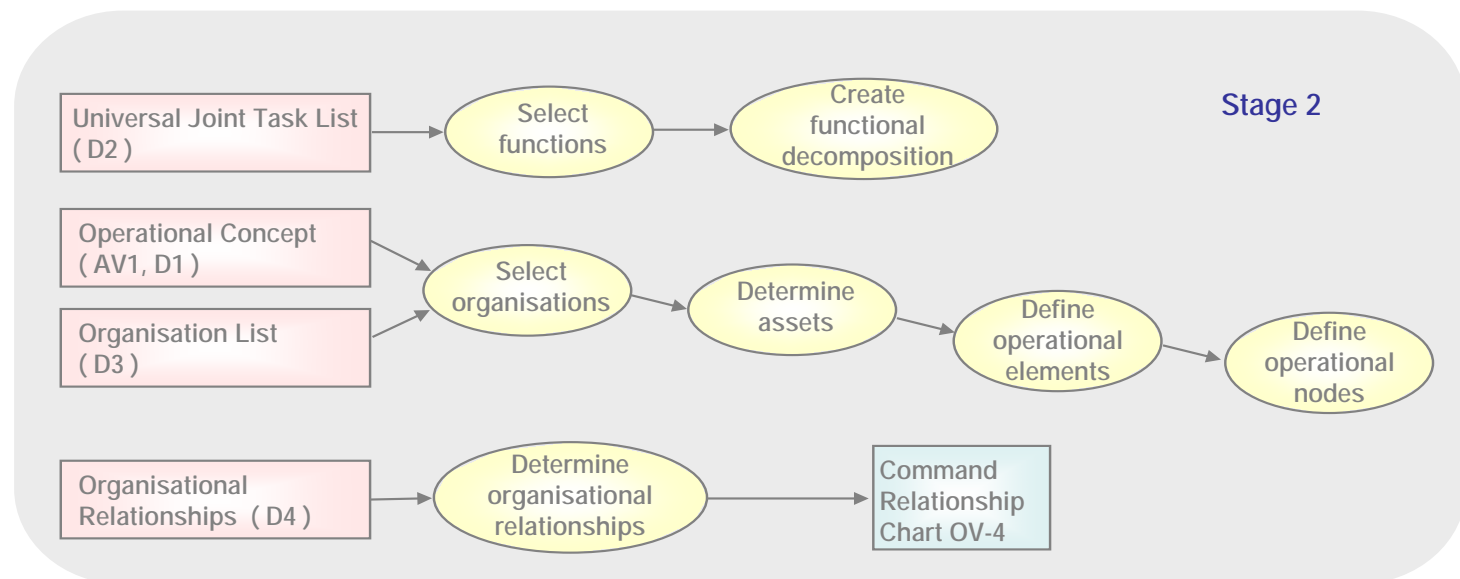 Stage 2
Universal Joint Task List
( D2 )
Select
functions
Create
functional
decomposition
Operational Concept
( AV1, D1 )
Organisation List
( D3 )
Select
organisations
Determine
assets
Define
operational
elements
Define
operational
nodes
Organisational
Relationships ( D4 )
Determine
organisational
relationships
Command
Relationship
Chart OV-4